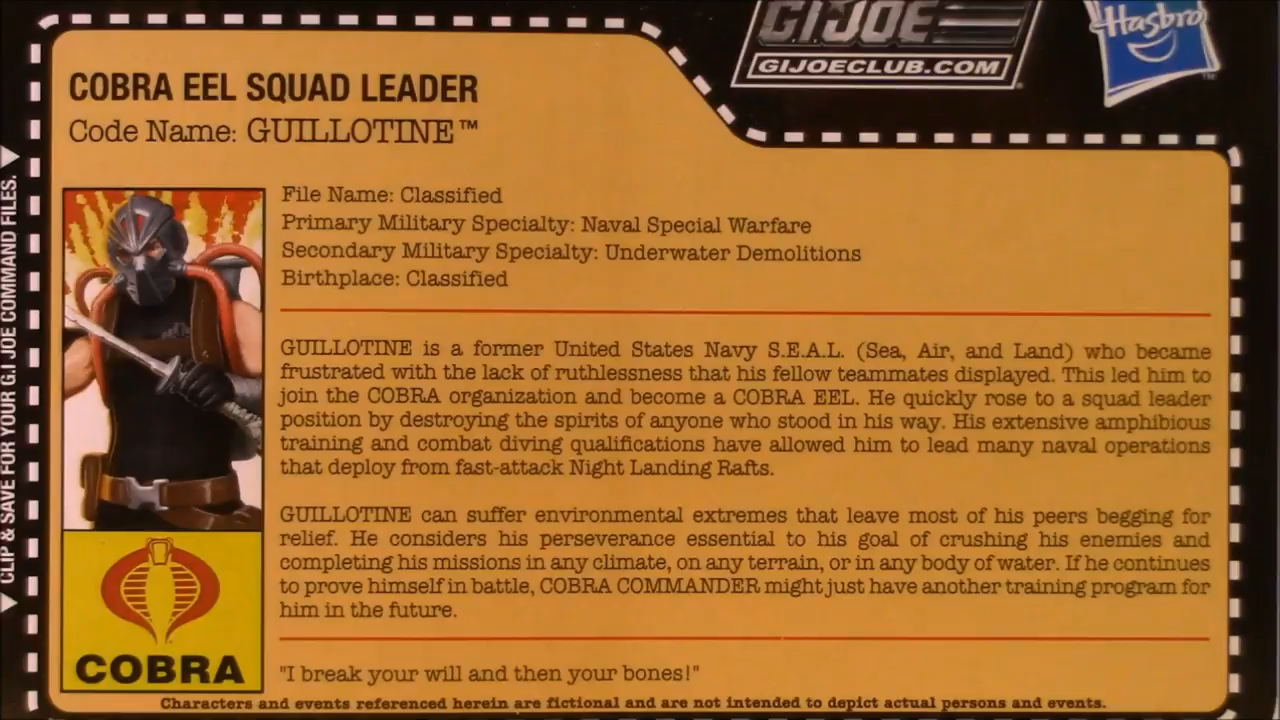 G.I.JOE
GIJOECLUB.COM
Hasbro
TM
COBRA EEL SQUAD LEADER
Code Name: GUILLOTINE™
CLIP & SAVE FOR YOUR G.I JOE COMMAND FILES.
File Name: Classified
Primary Military Specialty: Naval Special Warfare
Secondary Military Specialty: Underwater Demolitions
Birthplace: Classified
GUILLOTINE is a former United States Navy S.E.A.L. (Sea, Air, and Land) who became
frustrated with the lack of ruthlessness that his fellow teammates displayed. This led him to
join the COBRA organization and become a COBRA EEL. He quickly rose to a squad leader
position by destroying the spirits of anyone who stood in his way. His extensive amphibious
training and combat diving qualifications have allowed him to lead many naval operations
that deploy from fast-attack Night Landing Rafts.
GUILLOTINE can suffer environmental extremes that leave most of his peers begging for
relief. He considers his perseverance essential to his goal of crushing his enemies and
completing his missions in any climate, on any terrain, or in any body of water. If he continues
to prove himself in battle, COBRA COMMANDER might just have another training program for
him in the future.
COBRA
"I break your will and then your bones!"
Characters and events referenced herein are fictional and are not intended to depict actual persons and events.